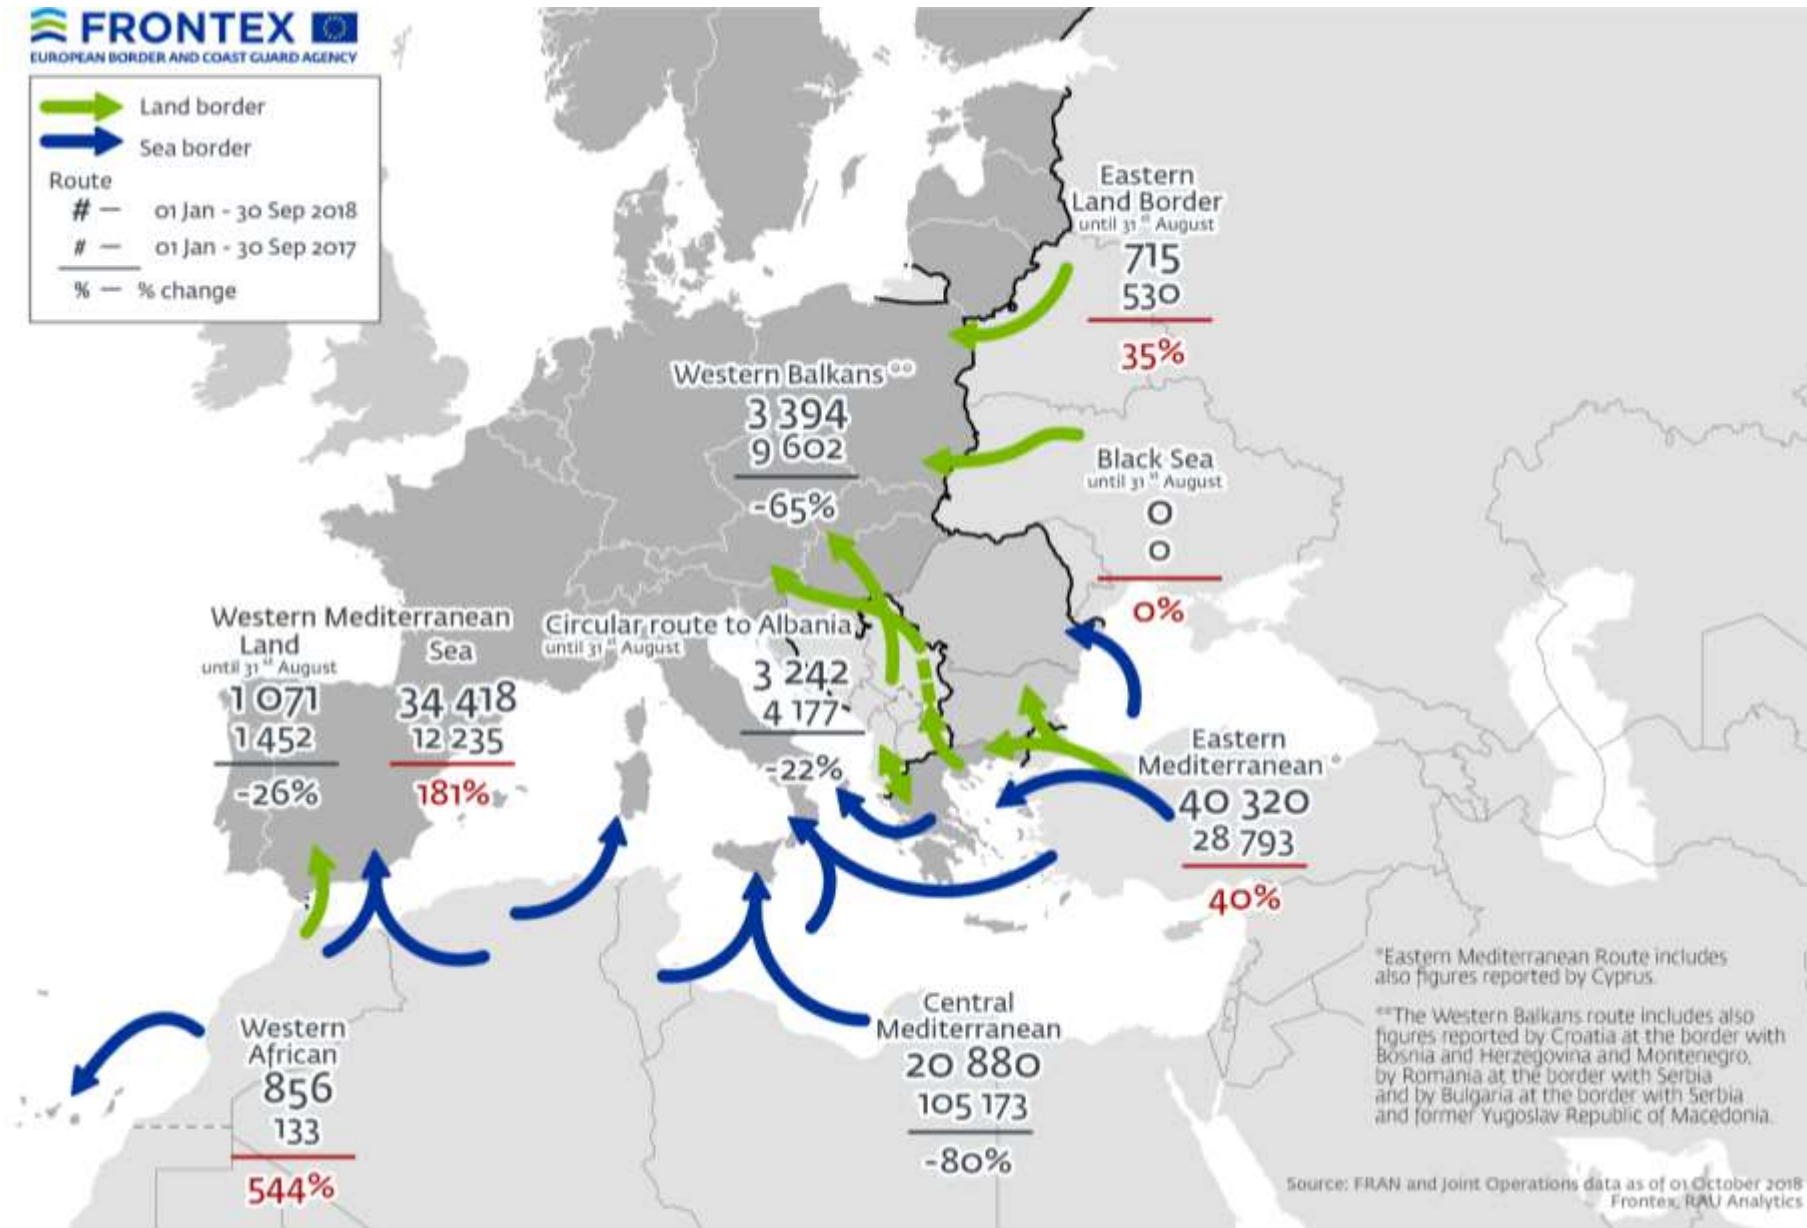 FRONTEX
EUROPEAN BORDER AND COAST GUARD AGENCY
Land border
Sea border
Route
# — 01 Jan - 30 Sep 2018
# — 01 Jan - 30 Sep 2017
% — % change
Eastern
Land Border
until 31st August
715
530
35%
Western Balkans **
3 394
9 602
-65%
Black Sea
until 31st August
0
0
0%
Western Mediterranean
Land
until 31st August
1 071
1 452
-26%
Sea
34 418
12 235
181%
Circular route to Albania
until 31st August
3 242
4 177
-22%
Eastern
Mediterranean *
40 320
28 793
40%
Western
African
856
133
544%
Central
Mediterranean
20 880
105 173
-80%
*Eastern Mediterranean Route includes
also figures reported by Cyprus.
**The Western Balkans route includes also
figures reported by Croatia at the border with
Bosnia and Herzegovina and Montenegro,
by Romania at the border with Serbia
and by Bulgaria at the border with Serbia
and former Yugoslav Republic of Macedonia.
Source: FRAN and Joint Operations data as of 01 October 2018
Frontex, RAU Analytics